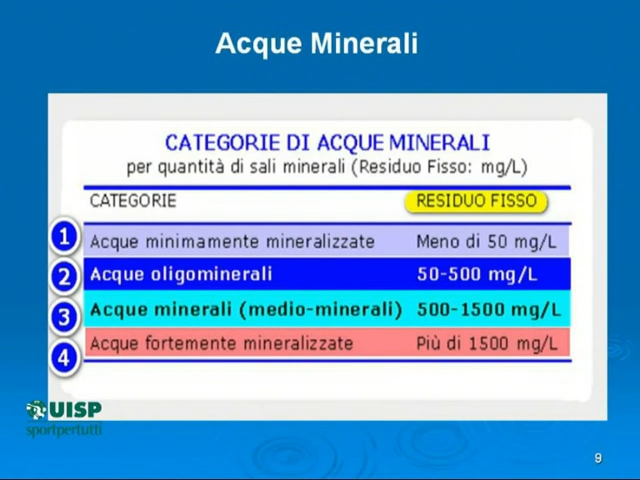 Acque Minerali
CATEGORIE DI ACQUE MINERALI
per quantità di sali minerali (Residuo Fisso: mg/L)
CATEGORIE RESIDUO FISSO
1 Acque minimamente mineralizzate Meno di 50 mg/L
2 Acque oligominerali 50-500 mg/L
3 Acque minerali (medio-minerali) 500-1500 mg/L
4 Acque fortemente mineralizzate Più di 1500 mg/L
UISP
sportpertutti
9